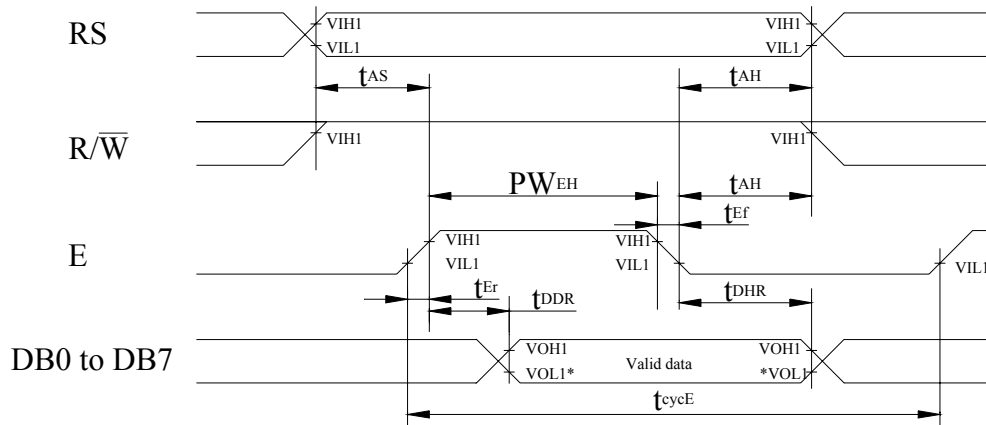 RS
VIH1
VIL1
VIH1
VIL1
tAS
tAH
R/W̅
VIH1
VIH1
PWEH
tAH
tEf
E
VIH1
VIL1
VIH1
VIL1
VIL1
tEr
tDDR
tDHR
DB0 to DB7
VOH1
VOL1*
Valid data
VOH1
*VOL1
tcycE